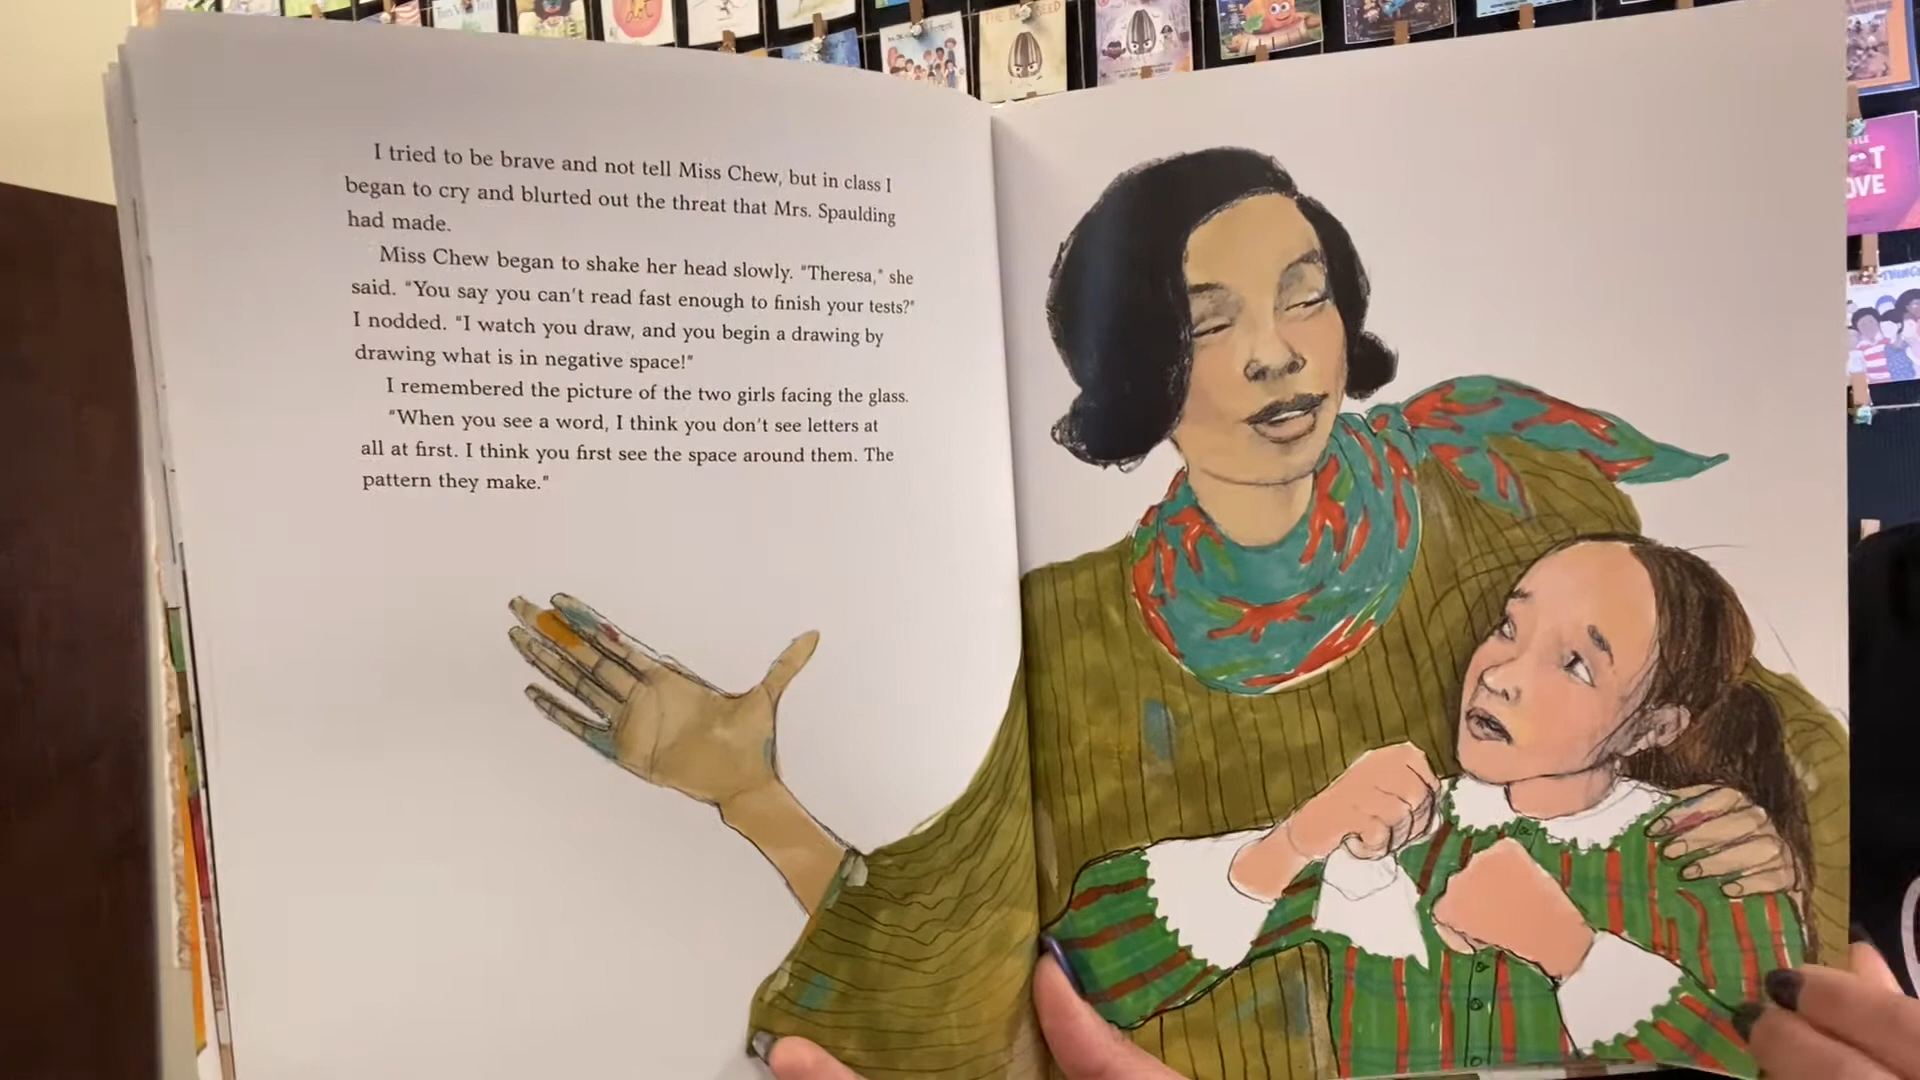 THE BAD SEED
I tried to be brave and not tell Miss Chew, but in class I
began to cry and blurted out the threat that Mrs. Spaulding
had made.
Miss Chew began to shake her head slowly. "Theresa," she
said. "You say you can't read fast enough to finish your tests?"
I nodded. "I watch you draw, and you begin a drawing by
drawing what is in negative space!"
I remembered the picture of the two girls facing the glass.
"When you see a word, I think you don't see letters at
all at first. I think you first see the space around them. The
pattern they make."